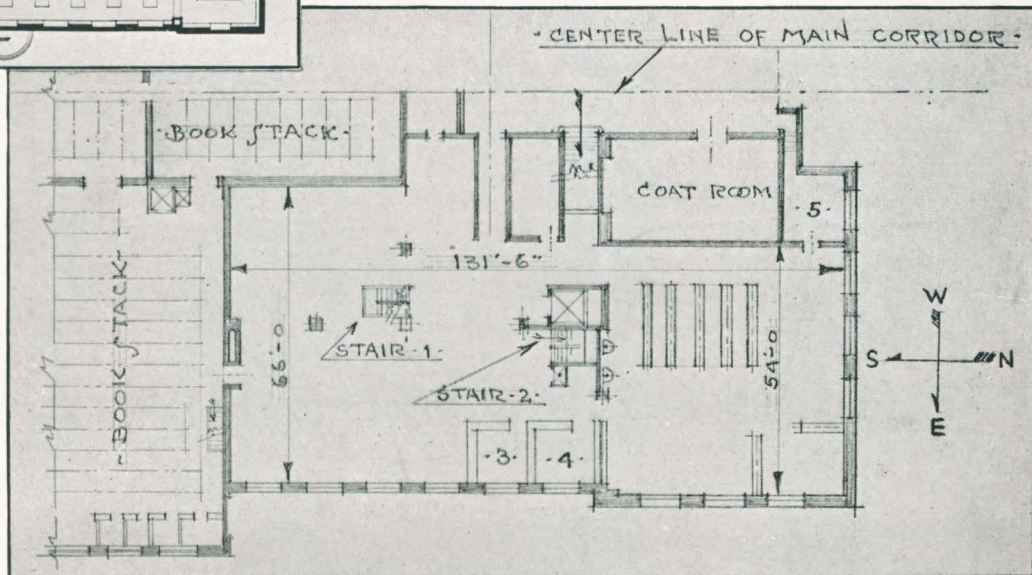 · CENTER LINE OF MAIN CORRIDOR ·
· BOOK STACK ·
COAT ROOM
· 5 ·
131'-6"
- BOOK STACK -
66'-0
STAIR · 1 ·
STAIR · 2 ·
54'-0
· 3 ·
· 4 ·
W
S
N
E